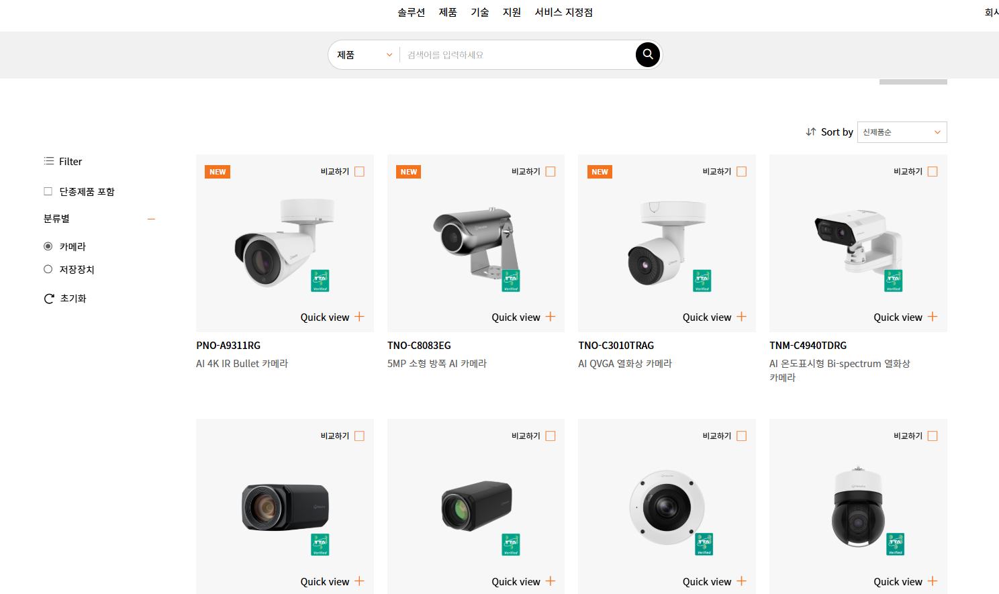 솔루션 제품 기술 지원 서비스 지정점 회사
제품 검색어를 입력하세요
Sort by 신제품순
Filter
단종제품 포함
분류별
카메라
저장장치
초기화
NEW 비교하기
TTA
Verified
Quick view
PNO-A9311RG
AI 4K IR Bullet 카메라
NEW 비교하기
TTA
Verified
Quick view
TNO-C8083EG
5MP 소형 방폭 AI 카메라
NEW 비교하기
TTA
Verified
Quick view
TNO-C3010TRAG
AI QVGA 열화상 카메라
비교하기
TTA
Verified
Quick view
TNM-C4940TDRG
AI 온도표시형 Bi-spectrum 열화상
카메라
비교하기
TTA
Verified
Quick view
비교하기
TTA
Verified
Quick view
비교하기
TTA
Verified
Quick view
비교하기
TTA
Verified
Quick view